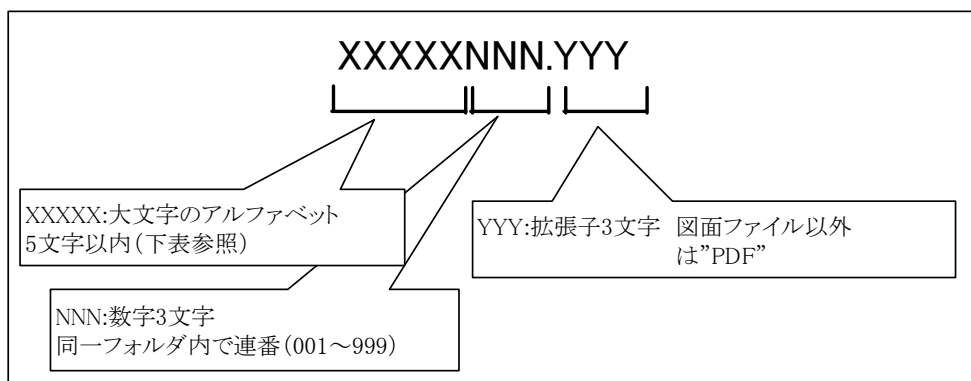 XXXXXNNN.YYY
XXXXX:大文字のアルファベット
5文字以内(下表参照)
YYY:拡張子3文字　図面ファイル以外
は”PDF”
NNN:数字3文字
同一フォルダ内で連番(001～999)